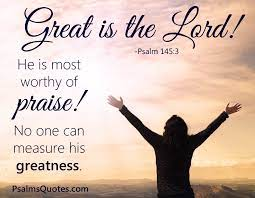 Great is the Lord!
-Psalm 145:3
He is most
worthy of
praise!
No one can
measure his
greatness.
PsalmsQuotes.com